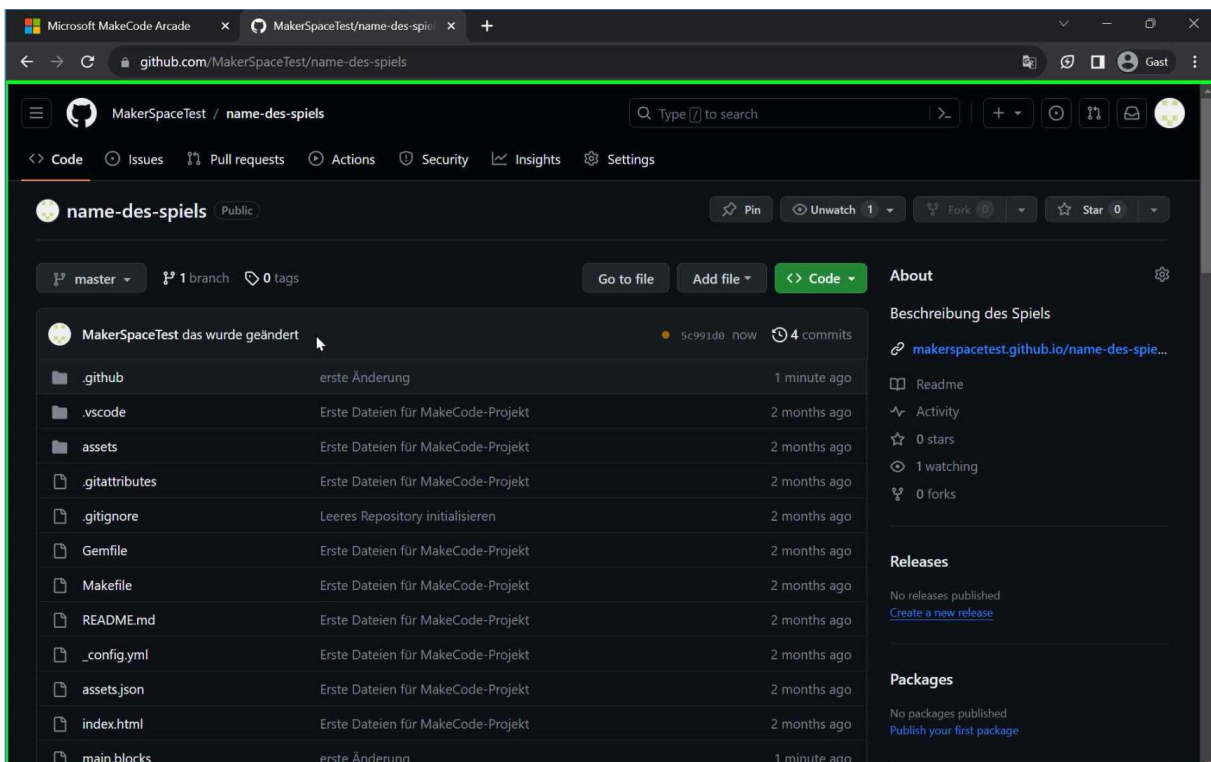 Microsoft MakeCode Arcade
MakerSpaceTest/name-des-spie
github.com/MakerSpaceTest/name-des-spiels
Gast
MakerSpaceTest / name-des-spiels
Type / to search
Code Issues Pull requests Actions Security Insights Settings
name-des-spiels Public
Pin Unwatch 1 Fork 0 Star 0
master 1 branch 0 tags Go to file Add file Code
MakerSpaceTest das wurde geändert 5c991d0 now 4 commits
.github erste Änderung 1 minute ago
.vscode Erste Dateien für MakeCode-Projekt 2 months ago
assets Erste Dateien für MakeCode-Projekt 2 months ago
.gitattributes Erste Dateien für MakeCode-Projekt 2 months ago
.gitignore Leeres Repository initialisieren 2 months ago
Gemfile Erste Dateien für MakeCode-Projekt 2 months ago
Makefile Erste Dateien für MakeCode-Projekt 2 months ago
README.md Erste Dateien für MakeCode-Projekt 2 months ago
_config.yml Erste Dateien für MakeCode-Projekt 2 months ago
assets.json Erste Dateien für MakeCode-Projekt 2 months ago
index.html Erste Dateien für MakeCode-Projekt 2 months ago
main.blocks erste Änderung 1 minute ago
About
Beschreibung des Spiels
makerspacetest.github.io/name-des-spie...
Readme
Activity
0 stars
1 watching
0 forks
Releases
No releases published
Create a new release
Packages
No packages published
Publish your first package